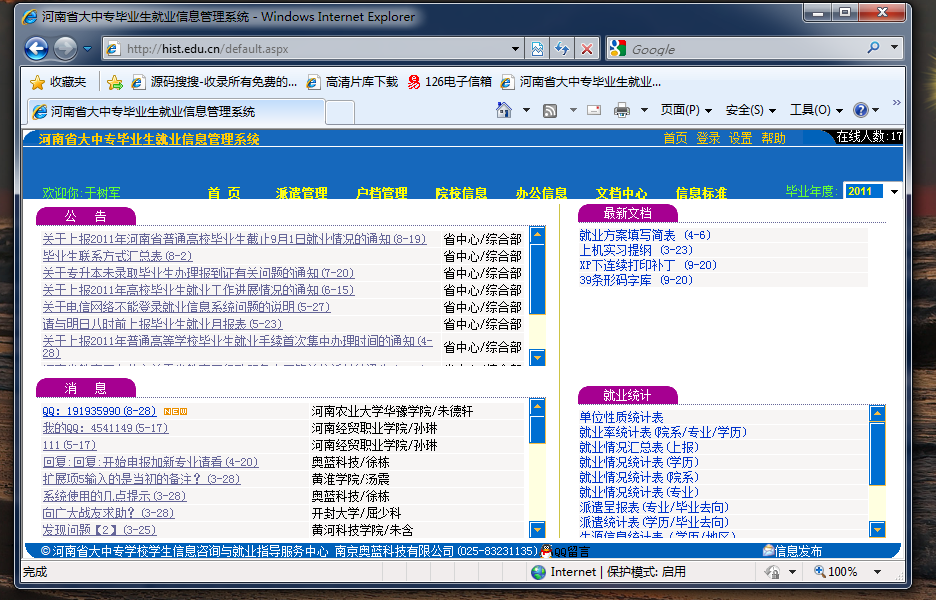 河南省大中专毕业生就业信息管理系统 - Windows Internet Explorer
http://hist.edu.cn/default.aspx
Google
收藏夹
源码搜搜-收录所有免费的...
高清片库下载
126电子信箱
河南省大中专毕业生就业...
河南省大中专毕业生就业信息管理系统
页面(P)
安全(S)
工具(O)
»
河南省大中专毕业生就业信息管理系统
首页 登录 设置 帮助
在线人数:17
欢迎你:于树军
首 页 派遣管理 户档管理 院校信息 办公信息 文档中心 信息标准
毕业年度: 2011
公 告
关于上报2011年河南省普通高校毕业生截止9月1日就业情况的通知(8-19) 省中心/综合部
毕业生联系方式汇总表(8-2) 省中心/综合部
关于专升本未录取毕业生办理报到证有关问题的通知(7-20) 省中心/综合部
关于上报2011年高校毕业生就业工作进展情况的通知(6-15) 省中心/综合部
关于电信网络不能登录就业信息系统问题的说明(5-27) 省中心/综合部
请与明日八时前上报毕业生就业月报表(5-23) 省中心/综合部
关于上报2011年普通高等学校毕业生就业手续首次集中办理时间的通知(4-28) 省中心/综合部
最新文档
就业方案填写简表 (4-6)
上机实习提纲 (3-23)
XP下连续打印补丁 (9-20)
39条形码字库 (9-20)
消 息
QQ: 191935990(8-28) NEW 河南农业大学华豫学院/朱德轩
我的QQ: 4541149(5-17) 河南经贸职业学院/孙琳
111(5-17) 河南经贸职业学院/孙琳
回复:回复:开始申报加新专业请看(4-20) 奥蓝科技/徐栋
扩展项5输入的是当初的备注? (3-28) 黄淮学院/汤震
系统使用的几点提示(3-28) 奥蓝科技/徐栋
向广大战友求助? (3-28) 开封大学/屈少科
发现问题【2】(3-25) 黄河科技学院/朱含
就业统计
单位性质统计表
就业率统计表(院系/专业/学历)
就业情况汇总表(上报)
就业情况统计表(学历)
就业情况统计表(院系)
就业情况统计表(专业)
派遣呈报表(专业/毕业去向)
派遣统计表(学历/毕业去向)
生源信息统计表 (学历/地区)
©河南省大中专学校学生信息咨询与就业指导服务中心 南京奥蓝科技有限公司(025-83231135) QQ留言
信息发布
完成
Internet | 保护模式: 启用
100%